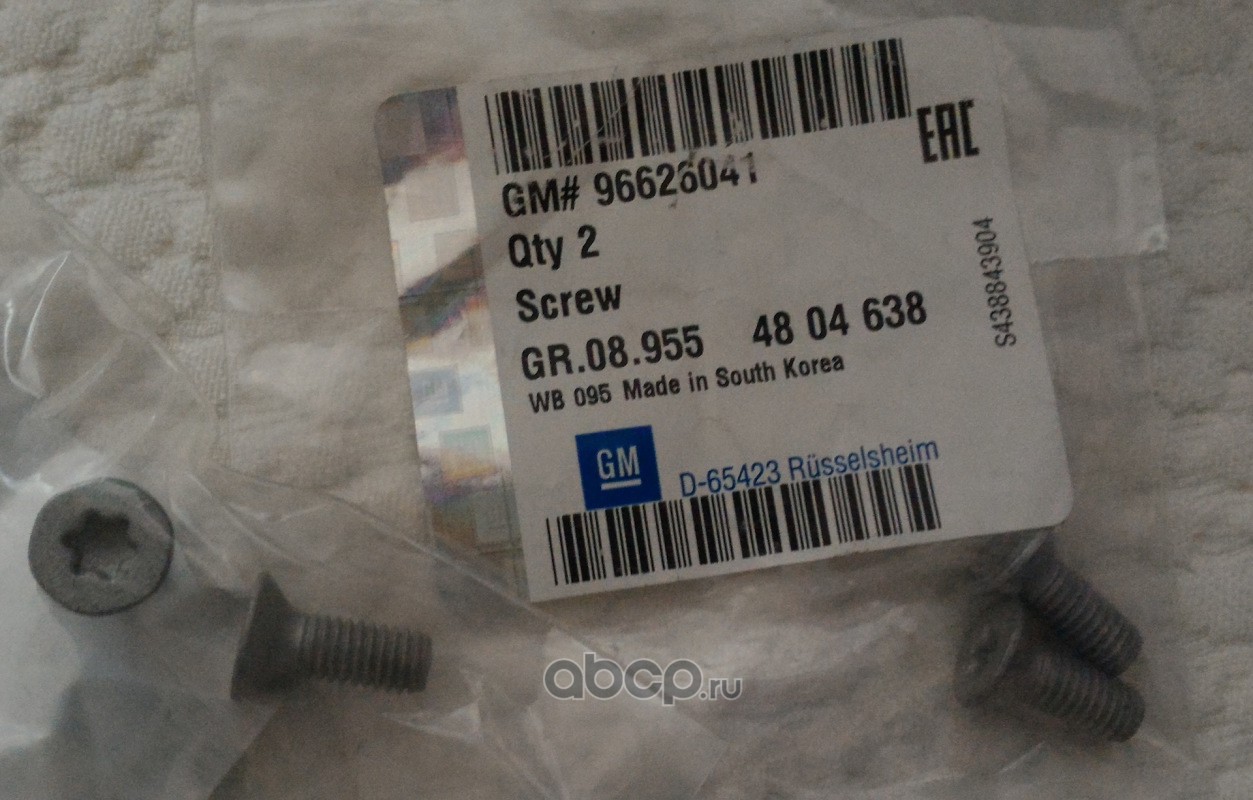 EAC
GM# 96626041
Qty 2
Screw
GR.08.955 48 04 638
WB 095 Made in South Korea
S438843904
GM
D-65423 Rüsselsheim
abcp.ru